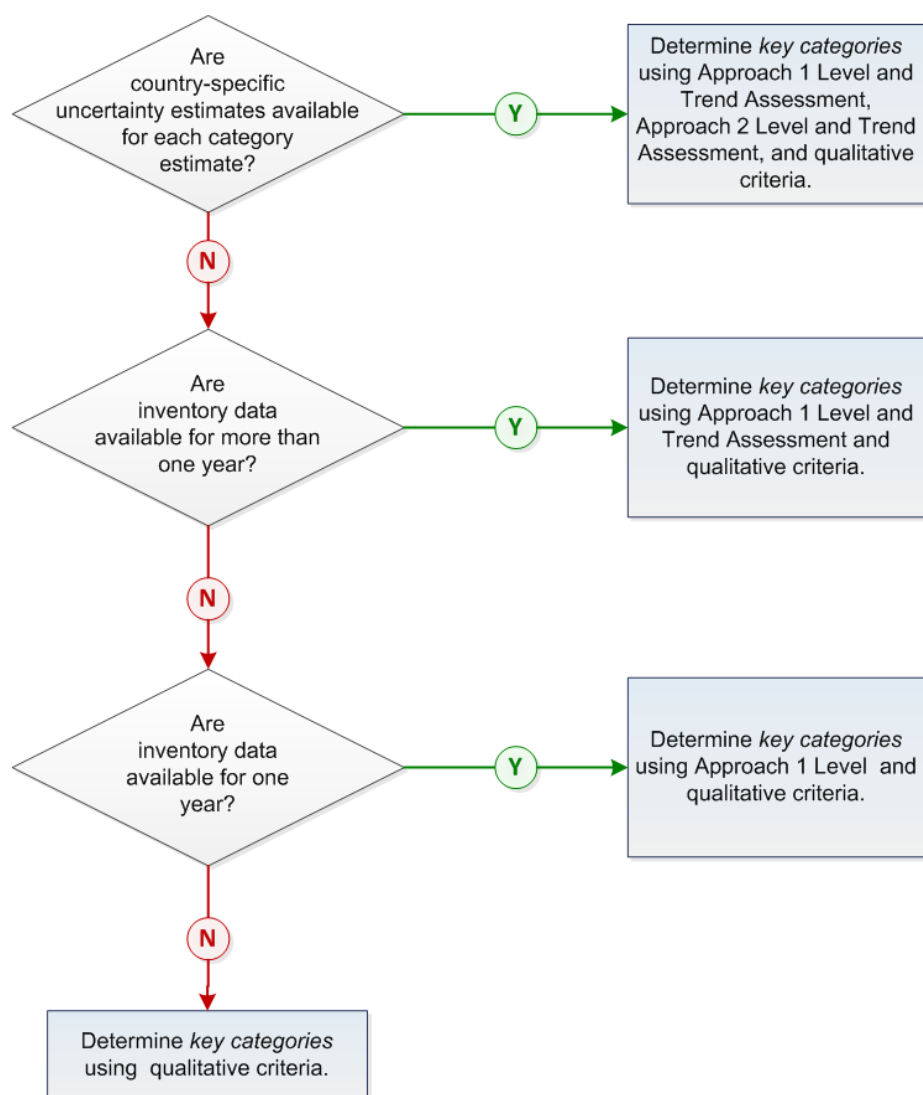 Are
country-specific
uncertainty estimates available
for each category
estimate?
Y
Determine key categories
using Approach 1 Level and
Trend Assessment,
Approach 2 Level and Trend
Assessment, and qualitative
criteria.
N
Are
inventory data
available for more than
one year?
Y
Determine key categories
using Approach 1 Level and
Trend Assessment and
qualitative criteria.
N
Are
inventory data
available for one
year?
Y
Determine key categories
using Approach 1 Level  and
qualitative criteria.
N
Determine key categories
using  qualitative criteria.